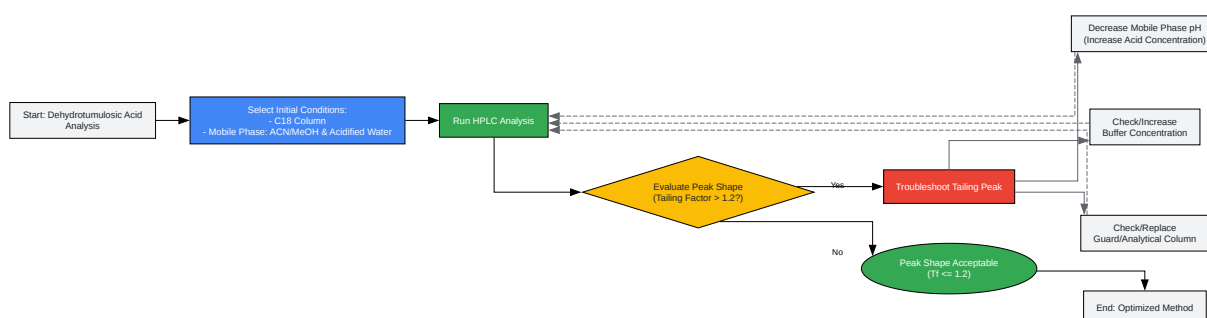 Decrease Mobile Phase pH
(Increase Acid Concentration)
Start: Dehydrotumulosic Acid
Analysis
Select Initial Conditions:
- C18 Column
- Mobile Phase: ACN/MeOH & Acidified Water
Run HPLC Analysis
Check/Increase
Buffer Concentration
Evaluate Peak Shape
(Tailing Factor > 1.2?)
Yes
Troubleshoot Tailing Peak
Check/Replace
Guard/Analytical Column
No
Peak Shape Acceptable
(Tf <= 1.2)
End: Optimized Method